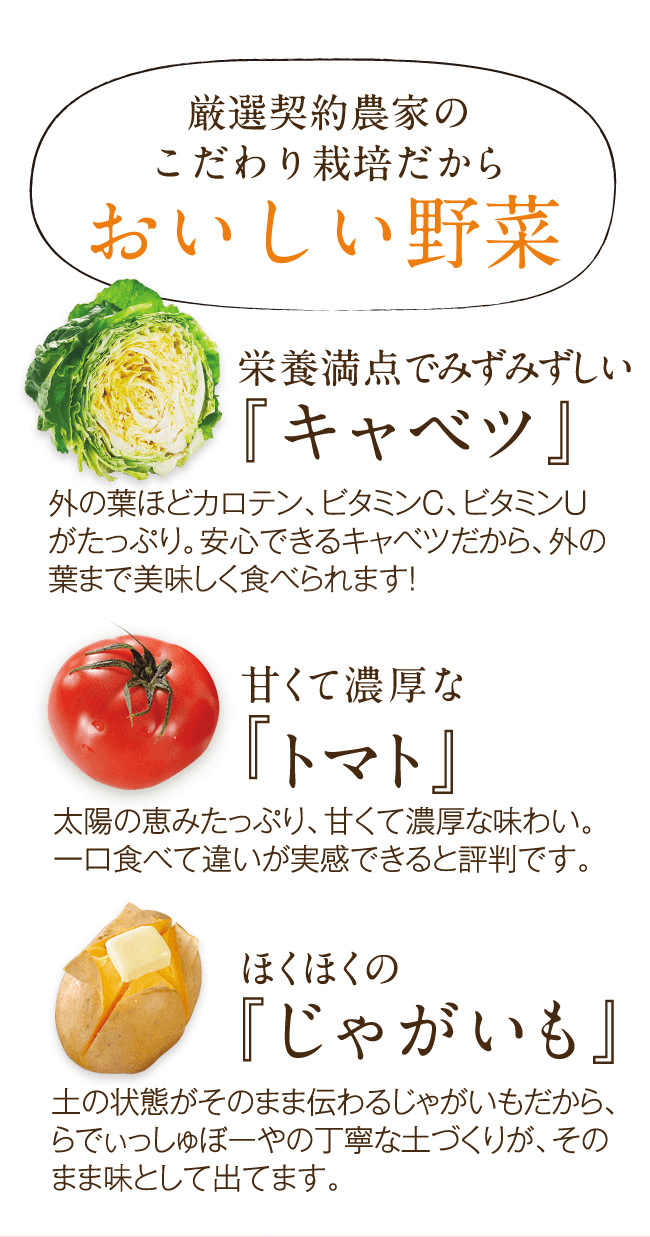 厳選契約農家の
こだわり栽培だから
おいしい野菜
栄養満点でみずみずしい
『キャベツ』
外の葉ほどカロテン、ビタミンC、ビタミンU
がたっぷり。安心できるキャベツだから、外の
葉まで美味しく食べられます!
甘くて濃厚な
『トマト』
太陽の恵みたっぷり、甘くて濃厚な味わい。
一口食べて違いが実感できると評判です。
ほくほくの
『じゃがいも』
土の状態がそのまま伝わるじゃがいもだから、
らでぃっしゅぼーやの丁寧な土づくりが、その
まま味として出てます。